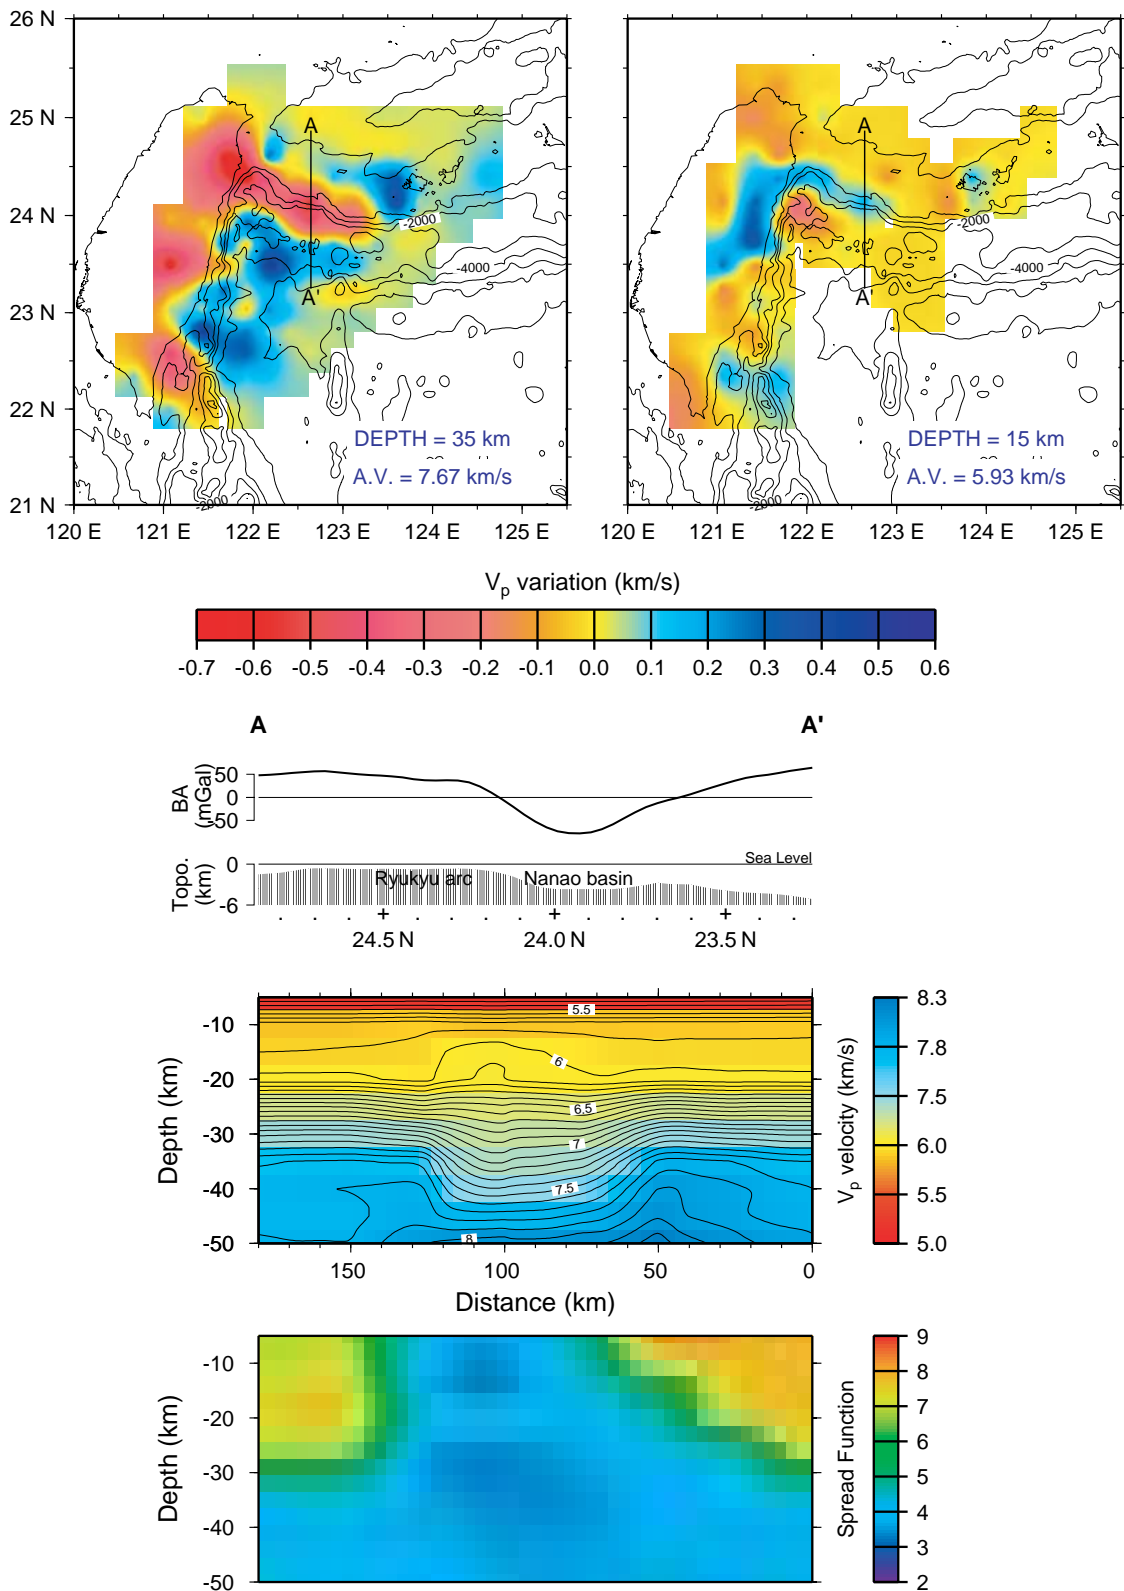 26 N
25 N
24 N
23 N
22 N
21 N
120 E 121 E 122 E 123 E 124 E 125 E
A
A'
-2000
-4000
-2000
DEPTH = 35 km
A.V. = 7.67 km/s
120 E 121 E 122 E 123 E 124 E 125 E
A
A'
-2000
-4000
-2000
DEPTH = 15 km
A.V. = 5.93 km/s
Vp variation (km/s)
-0.7 -0.6 -0.5 -0.4 -0.3 -0.2 -0.1 0.0 0.1 0.2 0.3 0.4 0.5 0.6
A A'
BA
(mGal)
50
0
-50
Topo.
(km)
0
-6
Sea Level
Ryukyu arc Nanao basin
24.5 N 24.0 N 23.5 N
Depth (km)
-10
-20
-30
-40
-50
5.5
6
6.5
7
7.5
8
150 100 50 0
Distance (km)
Vp velocity (km/s)
8.3
7.8
7.5
6.0
5.5
5.0
Depth (km)
-10
-20
-30
-40
-50
Spread Function
9
8
7
6
5
4
3
2